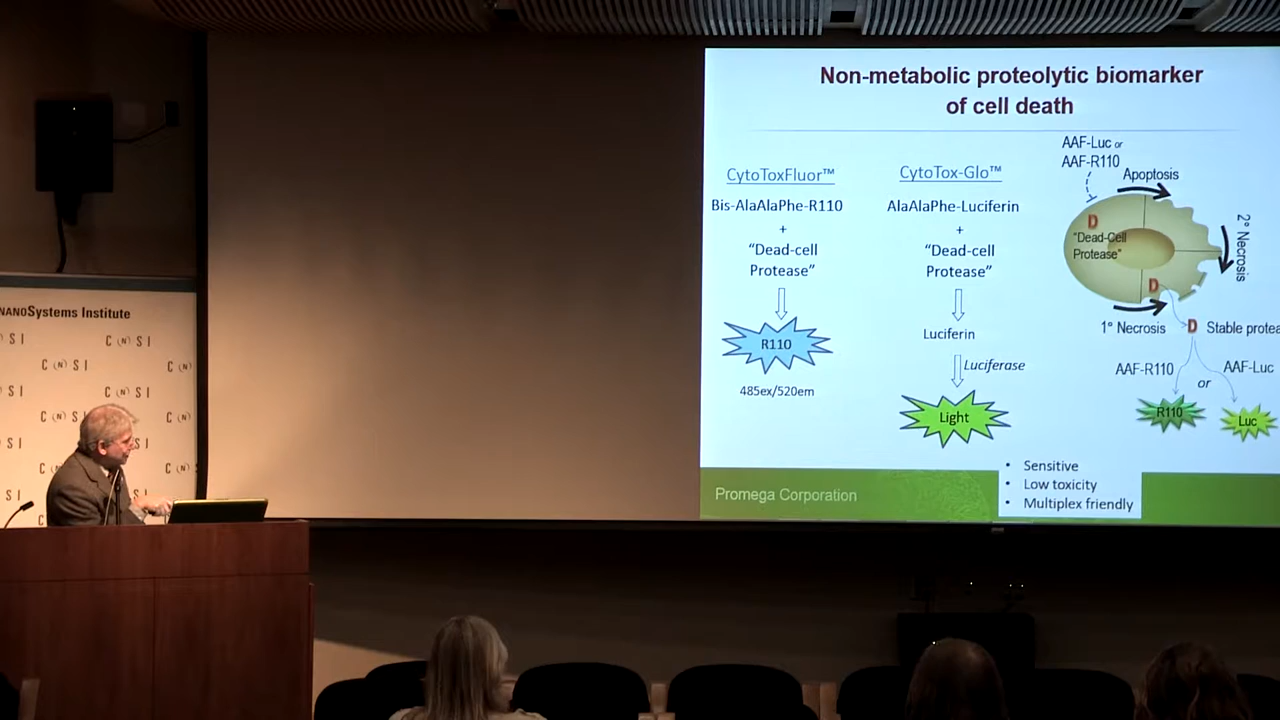 Non-metabolic proteolytic biomarker
of cell death
CytoToxFluor™
Bis-AlaAlaPhe-R110
+
“Dead-cell
Protease”
R110
485ex/520em
CytoTox-Glo™
AlaAlaPhe-Luciferin
+
“Dead-cell
Protease”
Luciferin
Luciferase
Light
AAF-Luc or
AAF-R110
Apoptosis
D
“Dead-Cell
Protease”
2° Necrosis
D
1° Necrosis
D Stable protea
AAF-R110
or
AAF-Luc
R110
Luc
• Sensitive
• Low toxicity
• Multiplex friendly
Promega Corporation
NANOSystems Institute
S I
C (N) S I
C (N) S I
C (N)
S I
C (N) S I
C (N) S
C (N)
S I
S I
C (N)
S I